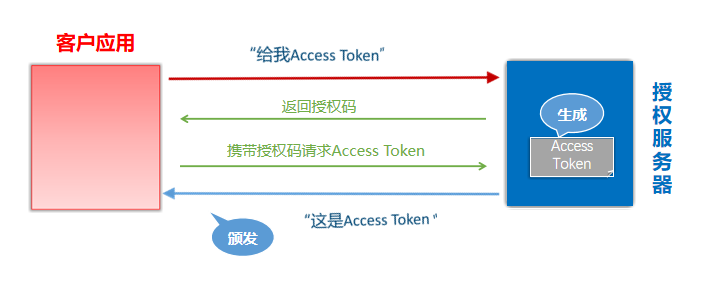 客户应用
“给我Access Token”
返回授权码
携带授权码请求Access Token
“这是Access Token ”
颁发
生成
Access
Token
授权服务器